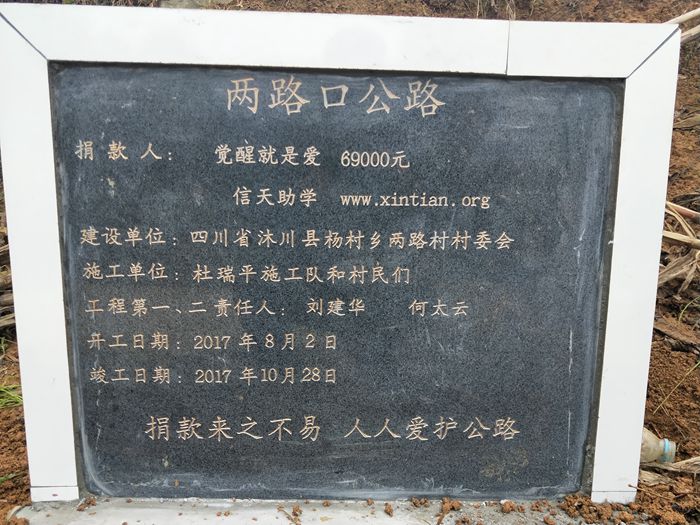 两路口公路
捐款人： 觉醒就是爱 69000元
信天助学 www.xintian.org
建设单位：四川省沐川县杨村乡两路村村委会
施工单位：杜瑞平施工队和村民们
工程第一、二责任人： 刘建华 何太云
开工日期：2017年8月2日
竣工日期：2017年10月28日
捐款来之不易 人人爱护公路